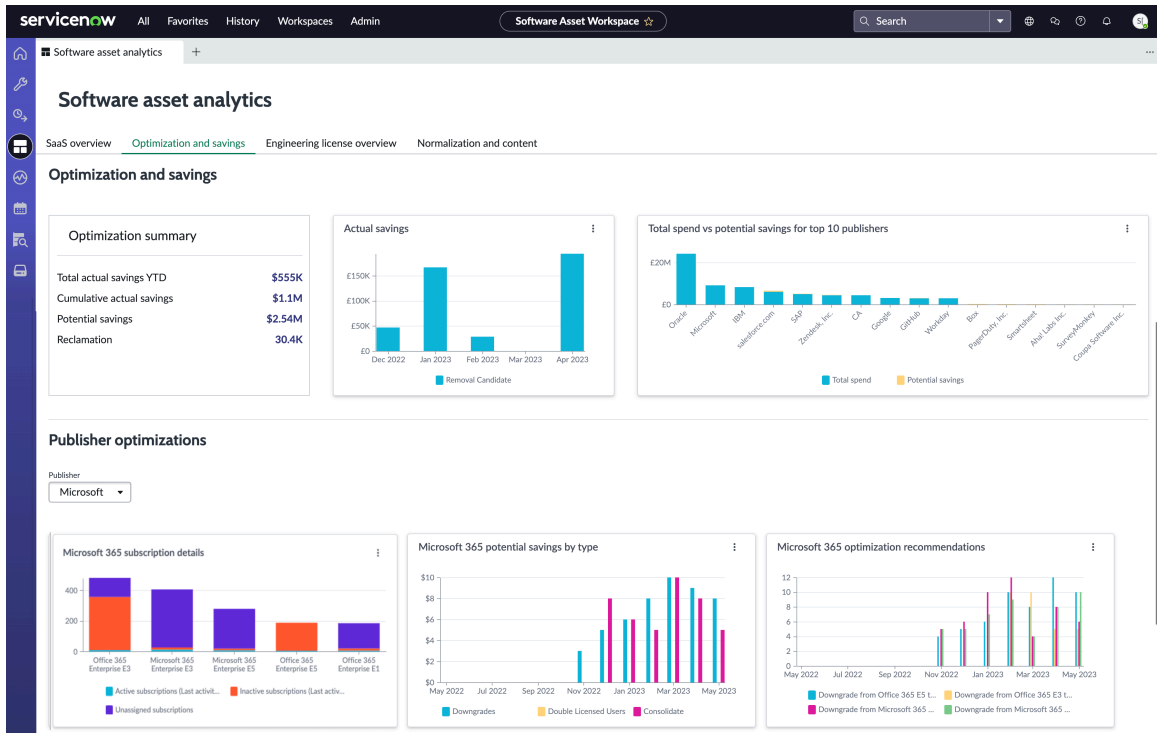 servicenow All Favorites History Workspaces Admin Software Asset Workspace Search
Software asset analytics
Software asset analytics
SaaS overview Optimization and savings Engineering license overview Normalization and content
Optimization and savings
Optimization summary
Total actual savings YTD $555K
Cumulative actual savings $1.1M
Potential savings $2.54M
Reclamation 30.4K
Actual savings
£150K
£100K
£50K
£0
Dec 2022 Jan 2023 Feb 2023 Mar 2023 Apr 2023
Removal Candidate
Total spend vs potential savings for top 10 publishers
£20M
£0
Oracle Microsoft IBM salesforce.com SAP Zendesk, Inc. CA Google GitHub Workday Box PagerDuty, Inc. Smartsheet Aha! Labs Inc. SurveyMonkey Coupa Software Inc.
Total spend Potential savings
Publisher optimizations
Publisher
Microsoft
Microsoft 365 subscription details
400
200
0
Office 365 Microsoft 365 Microsoft 365 Office 365 Office 365
Enterprise E3 Enterprise E3 Enterprise E5 Enterprise E5 Enterprise E1
Active subscriptions (Last activit... Inactive subscriptions (Last activ...
Unassigned subscriptions
Microsoft 365 potential savings by type
$10
$8
$6
$4
$2
$0
May 2022 Jul 2022 Sep 2022 Nov 2022 Jan 2023 Mar 2023 May 2023
Downgrades Double Licensed Users Consolidate
Microsoft 365 optimization recommendations
12
10
8
6
4
2
0
May 2022 Jul 2022 Sep 2022 Nov 2022 Jan 2023 Mar 2023 May 2023
Downgrade from Office 365 E5 t... Downgrade from Office 365 E3 t...
Downgrade from Microsoft 365 ... Downgrade from Microsoft 365 ...